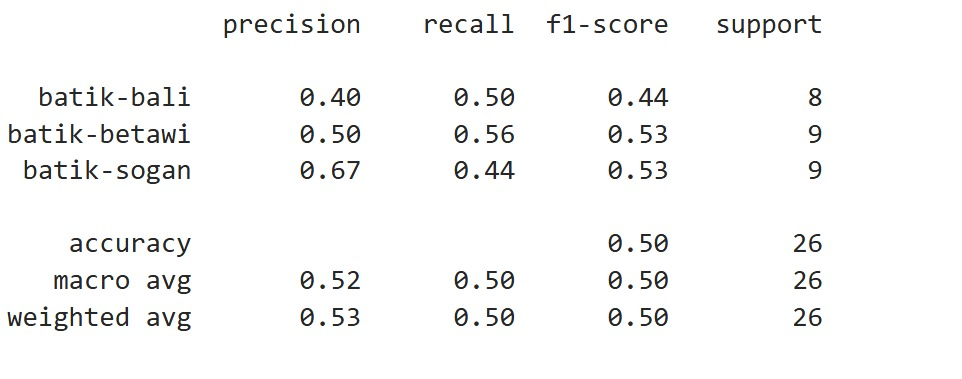 precision recall f1-score support
batik-bali 0.40 0.50 0.44 8
batik-betawi 0.50 0.56 0.53 9
batik-sogan 0.67 0.44 0.53 9
accuracy 0.50 26
macro avg 0.52 0.50 0.50 26
weighted avg 0.53 0.50 0.50 26